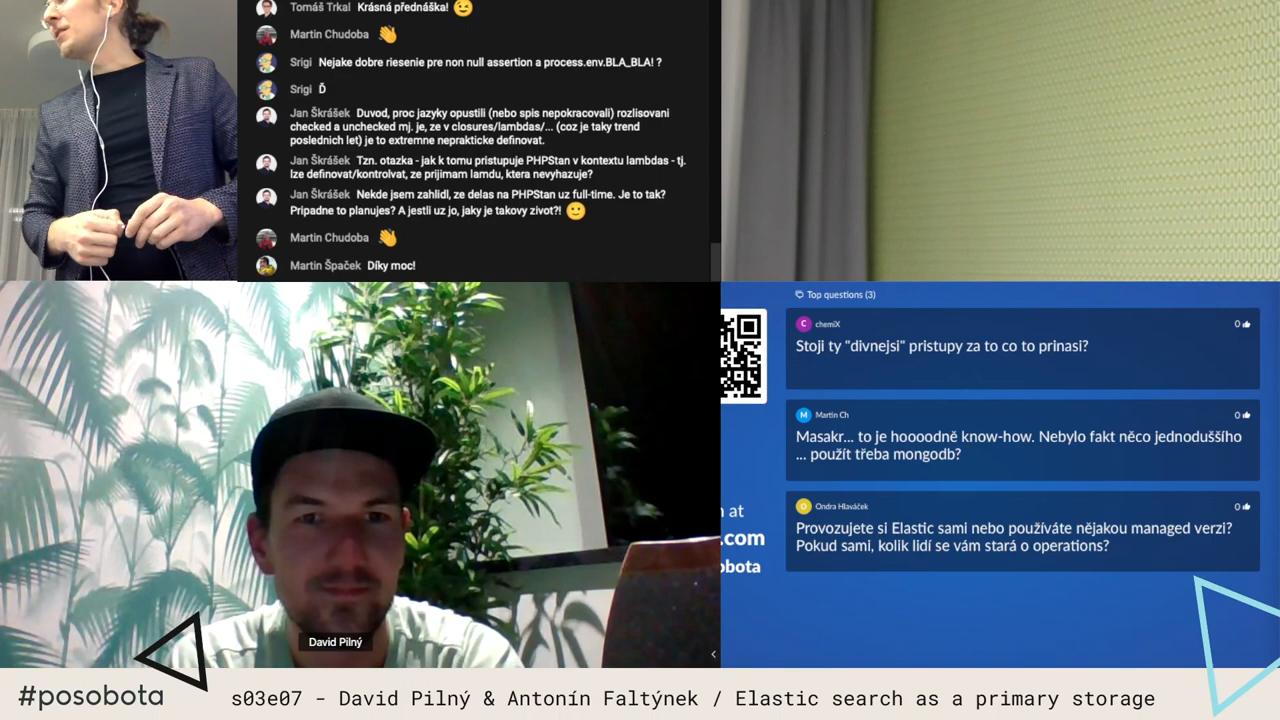 Tomáš Trkal Krásná přednáška! 😉
Martin Chudoba 👏
Srigi Nejake dobre riesenie pre non null assertion a process.env.BLA_BLA! ?
Srigi Ď
Jan Škrášek Duvod, proc jazyky opustili (nebo spis nepokracovali) rozlisovani
checked a unchecked mj. je, ze v closures/lambdas/... (coz je taky trend
poslednich let) je to extremne neprakticke definovat.
Jan Škrášek Tzn. otazka - jak k tomu pristupuje PHPStan v kontextu lambdas - tj.
lze definovat/kontrolvat, ze prijimam lamdu, ktera nevyhazuje?
Jan Škrášek Nekde jsem zahlidl, ze delas na PHPStan uz full-time. Je to tak?
Pripadne to planujes? A jestli uz jo, jaky je takovy zivot?! 🙂
Martin Chudoba 👏
Martin Špaček Díky moc!
Top questions (3)
C chemiX 0
Stoji ty "divnejsi" pristupy za to co to prinasi?
M Martin Ch 0
Masakr... to je hoooodně know-how. Nebylo fakt něco jednoduššího
... použít třeba mongodb?
O Ondra Hlaváček 0
Provozujete si Elastic sami nebo používáte nějakou managed verzi?
Pokud sami, kolik lidí se vám stará o operations?
at
.com
obota
David Pilný
#posobota
s03e07 - David Pilný & Antonín Faltýnek / Elastic search as a primary storage